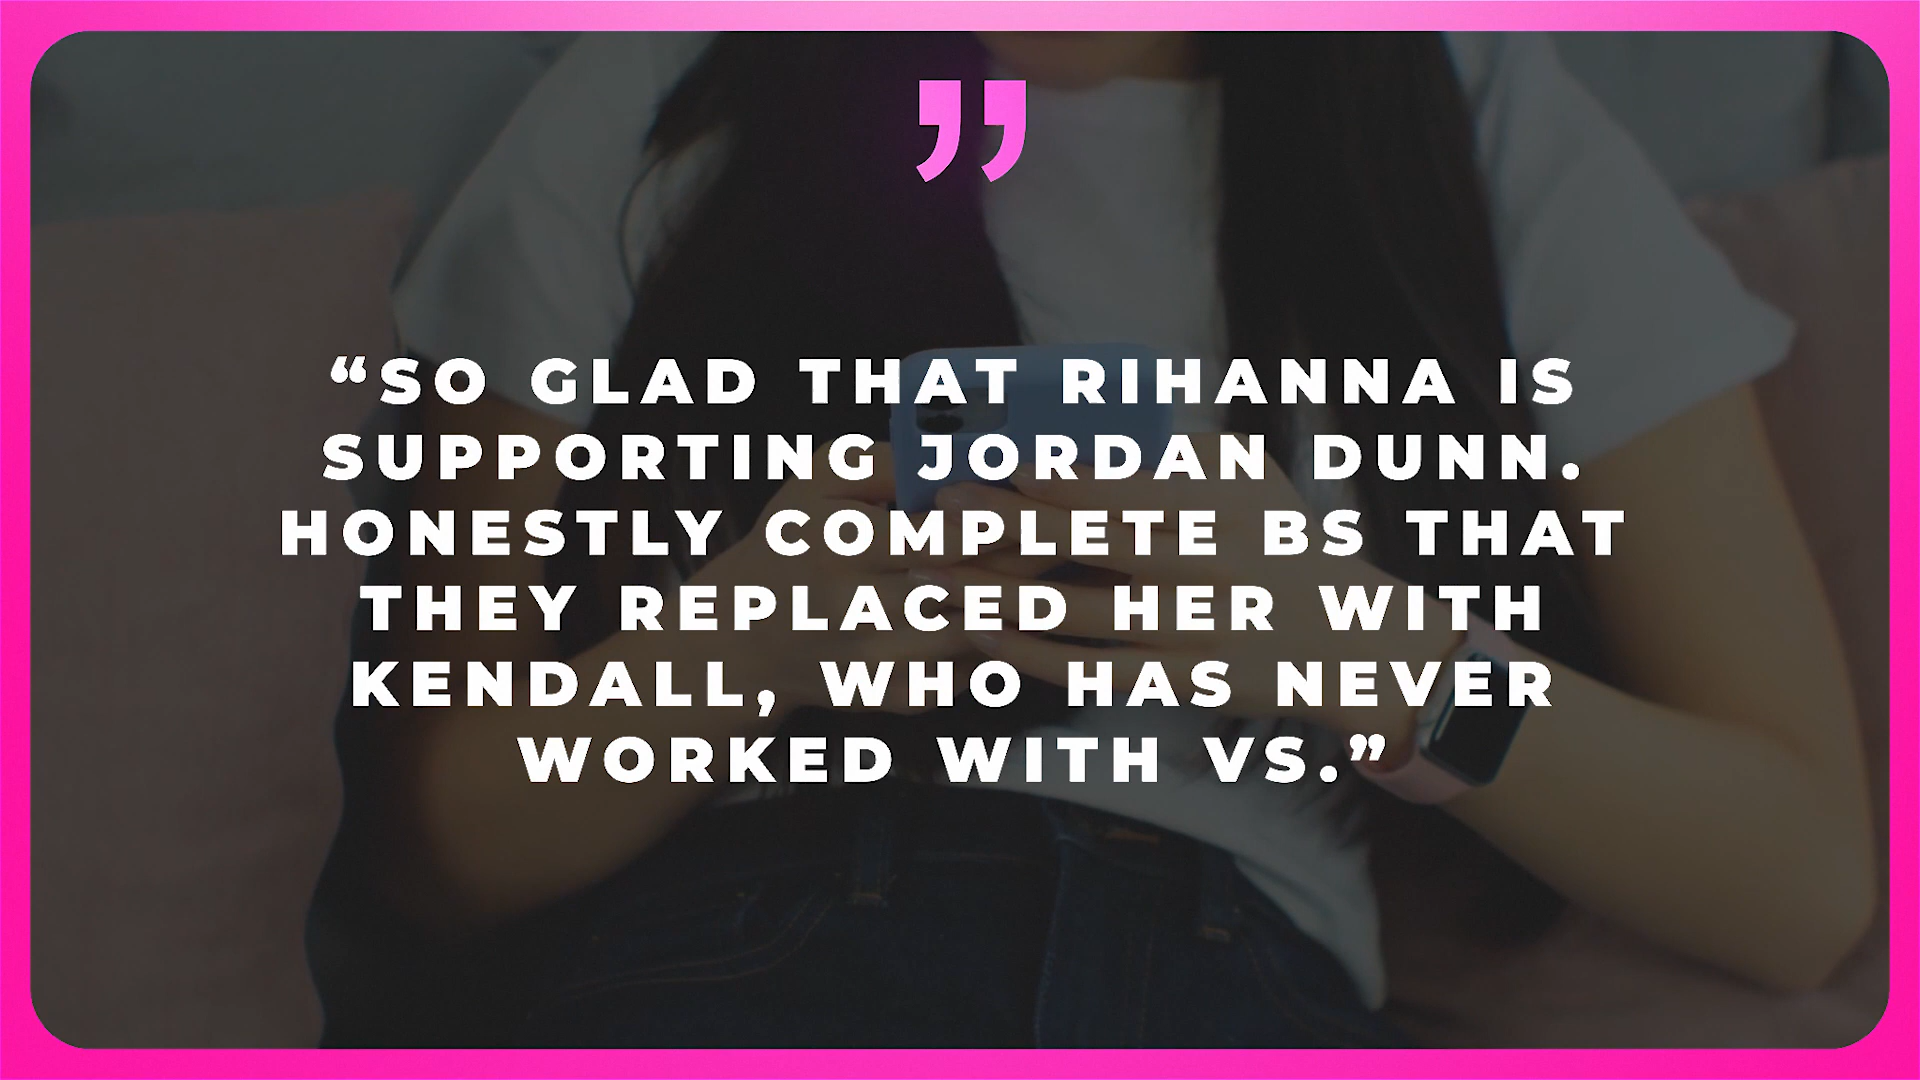 ”
“SO GLAD THAT RIHANNA IS
SUPPORTING JORDAN DUNN.
HONESTLY COMPLETE BS THAT
THEY REPLACED HER WITH
KENDALL, WHO HAS NEVER
WORKED WITH VS.”